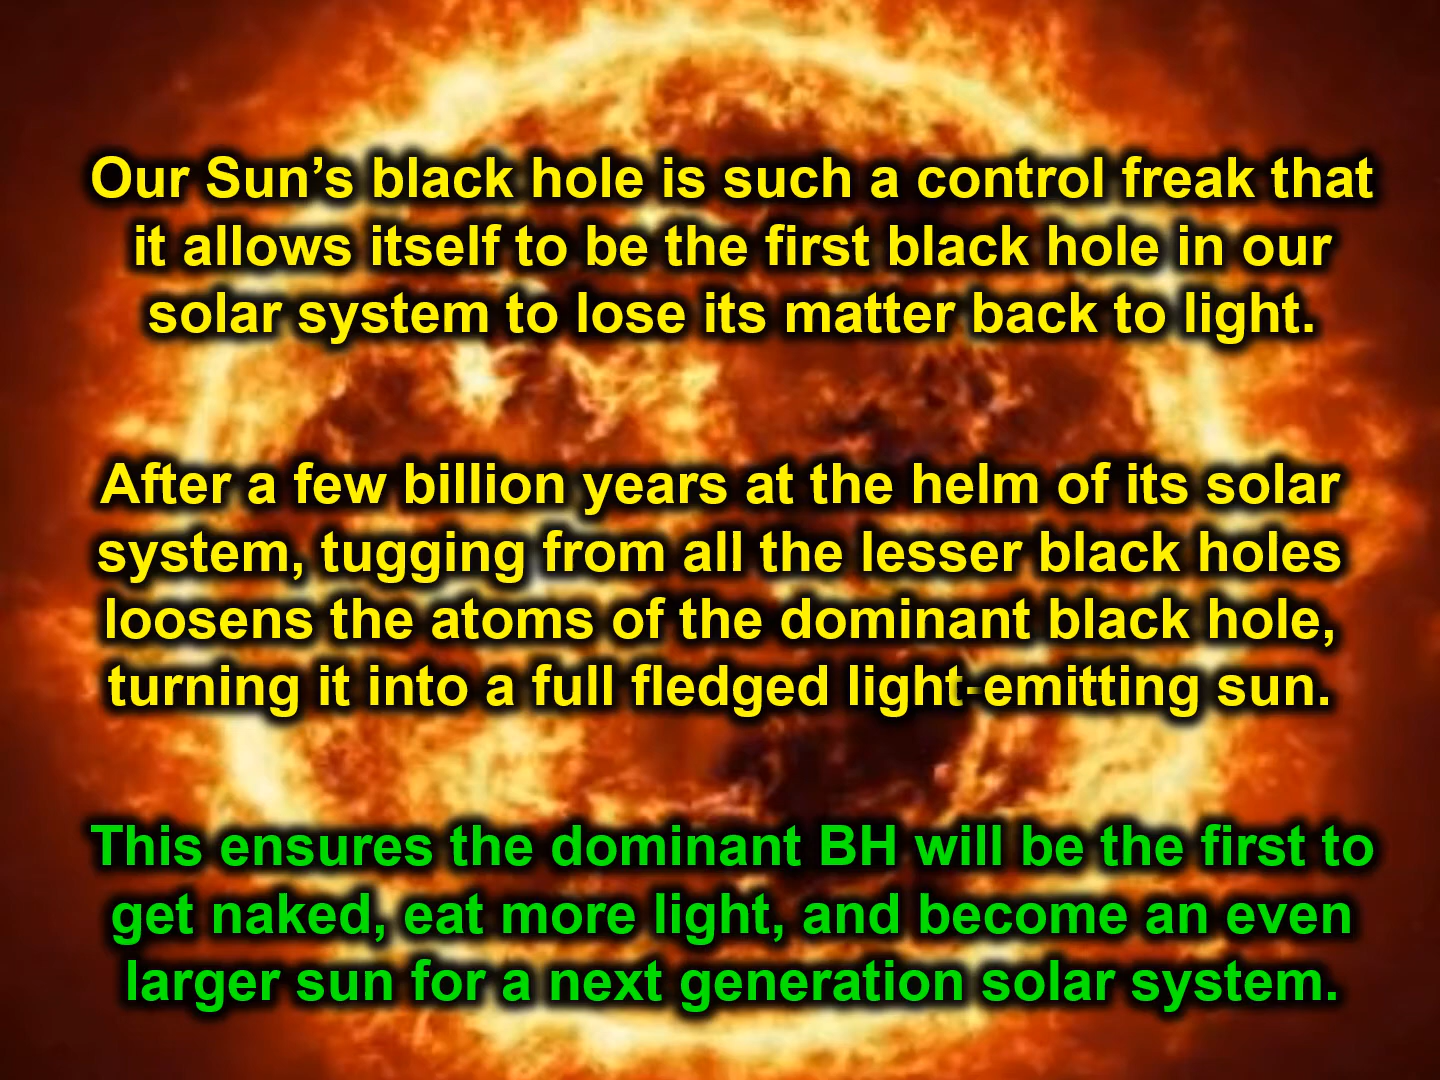 Our Sun’s black hole is such a control freak that
it allows itself to be the first black hole in our
solar system to lose its matter back to light.
After a few billion years at the helm of its solar
system, tugging from all the lesser black holes
loosens the atoms of the dominant black hole,
turning it into a full fledged light-emitting sun.
This ensures the dominant BH will be the first to
get naked, eat more light, and become an even
larger sun for a next generation solar system.